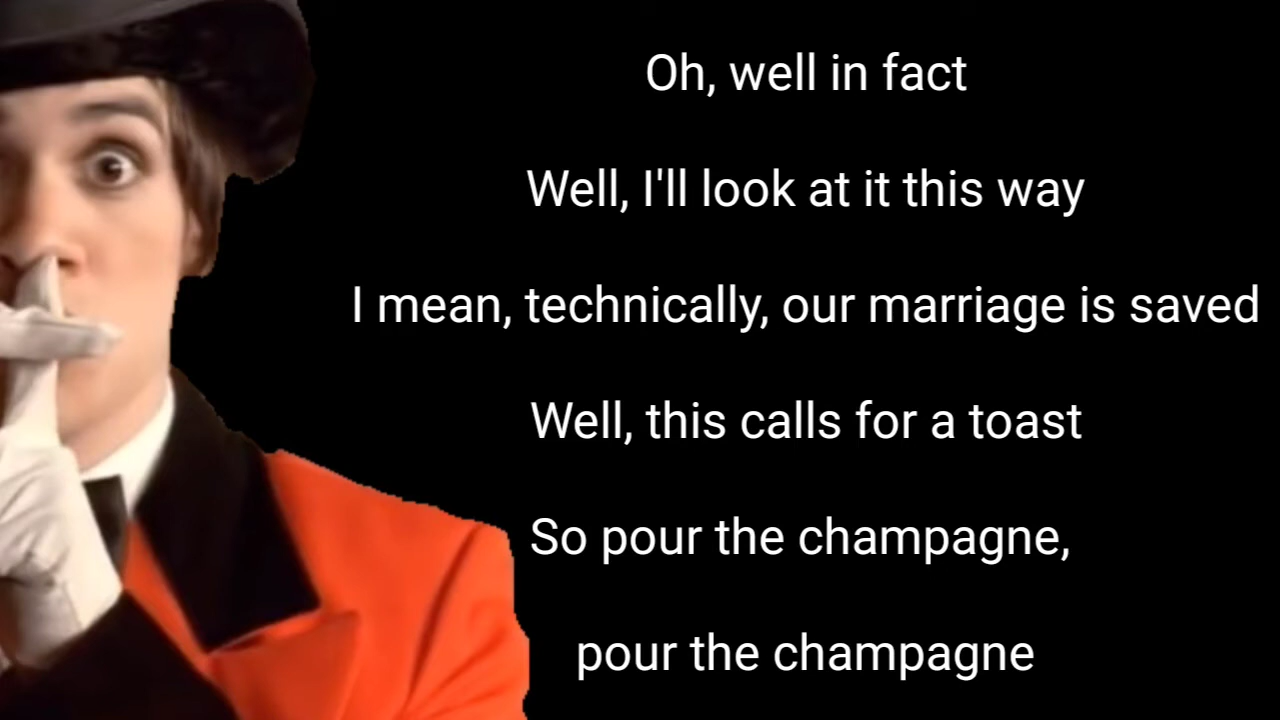 Oh, well in fact
Well, I'll look at it this way
I mean, technically, our marriage is saved
Well, this calls for a toast
So pour the champagne,
pour the champagne